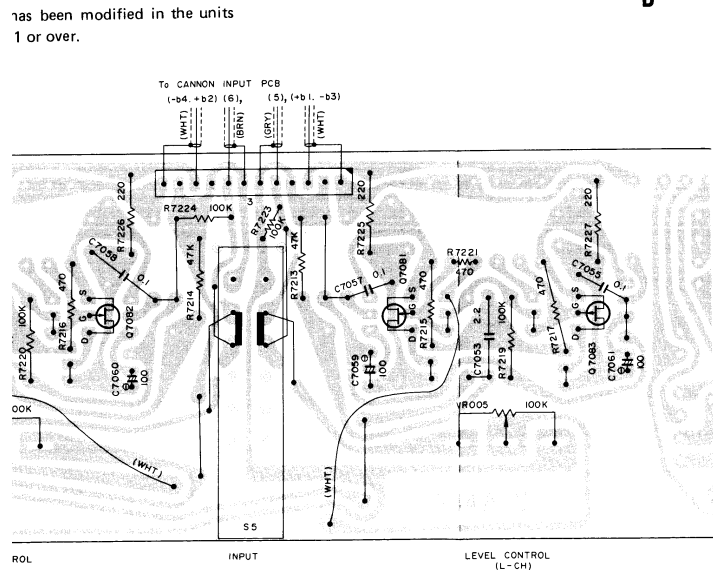 has been modified in the units
1 or over.
To CANNON INPUT PCB
(-b4. +b2) (6), (5), (+b1. -b3)
(WHT) (BRN) (GRY) (WHT)
3
220
R7226
R7224 100K
R7223
100K
220
R7225
220
R7227
C7058
0.1
47K
R7214
47K
R7213
C7057 0.1
Q7081
R7221
470
C7055
0.1
470
R7216
S
G
D
Q7082
470
R7215
S
G
D
2.2
C7053
100K
R7219
470
R7217
S
G
D
Q7083
100K
R7220
C7060
100
C7059
100
C7061
100
00K
VR005 100K
(WHT)
(WHT)
S5
ROL
INPUT
LEVEL CONTROL
(L-CH)